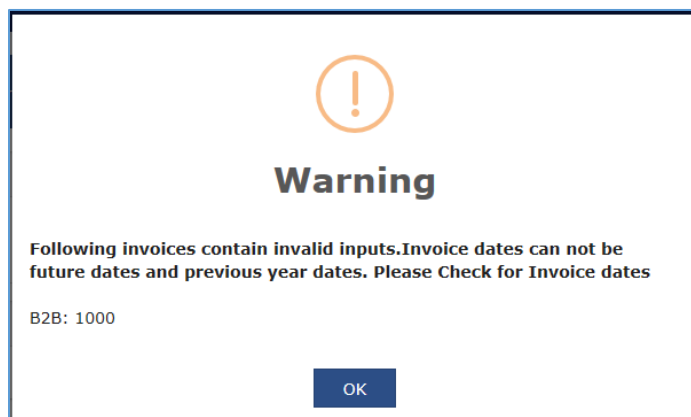 Warning
Following invoices contain invalid inputs.Invoice dates can not be
future dates and previous year dates. Please Check for Invoice dates
B2B: 1000
OK